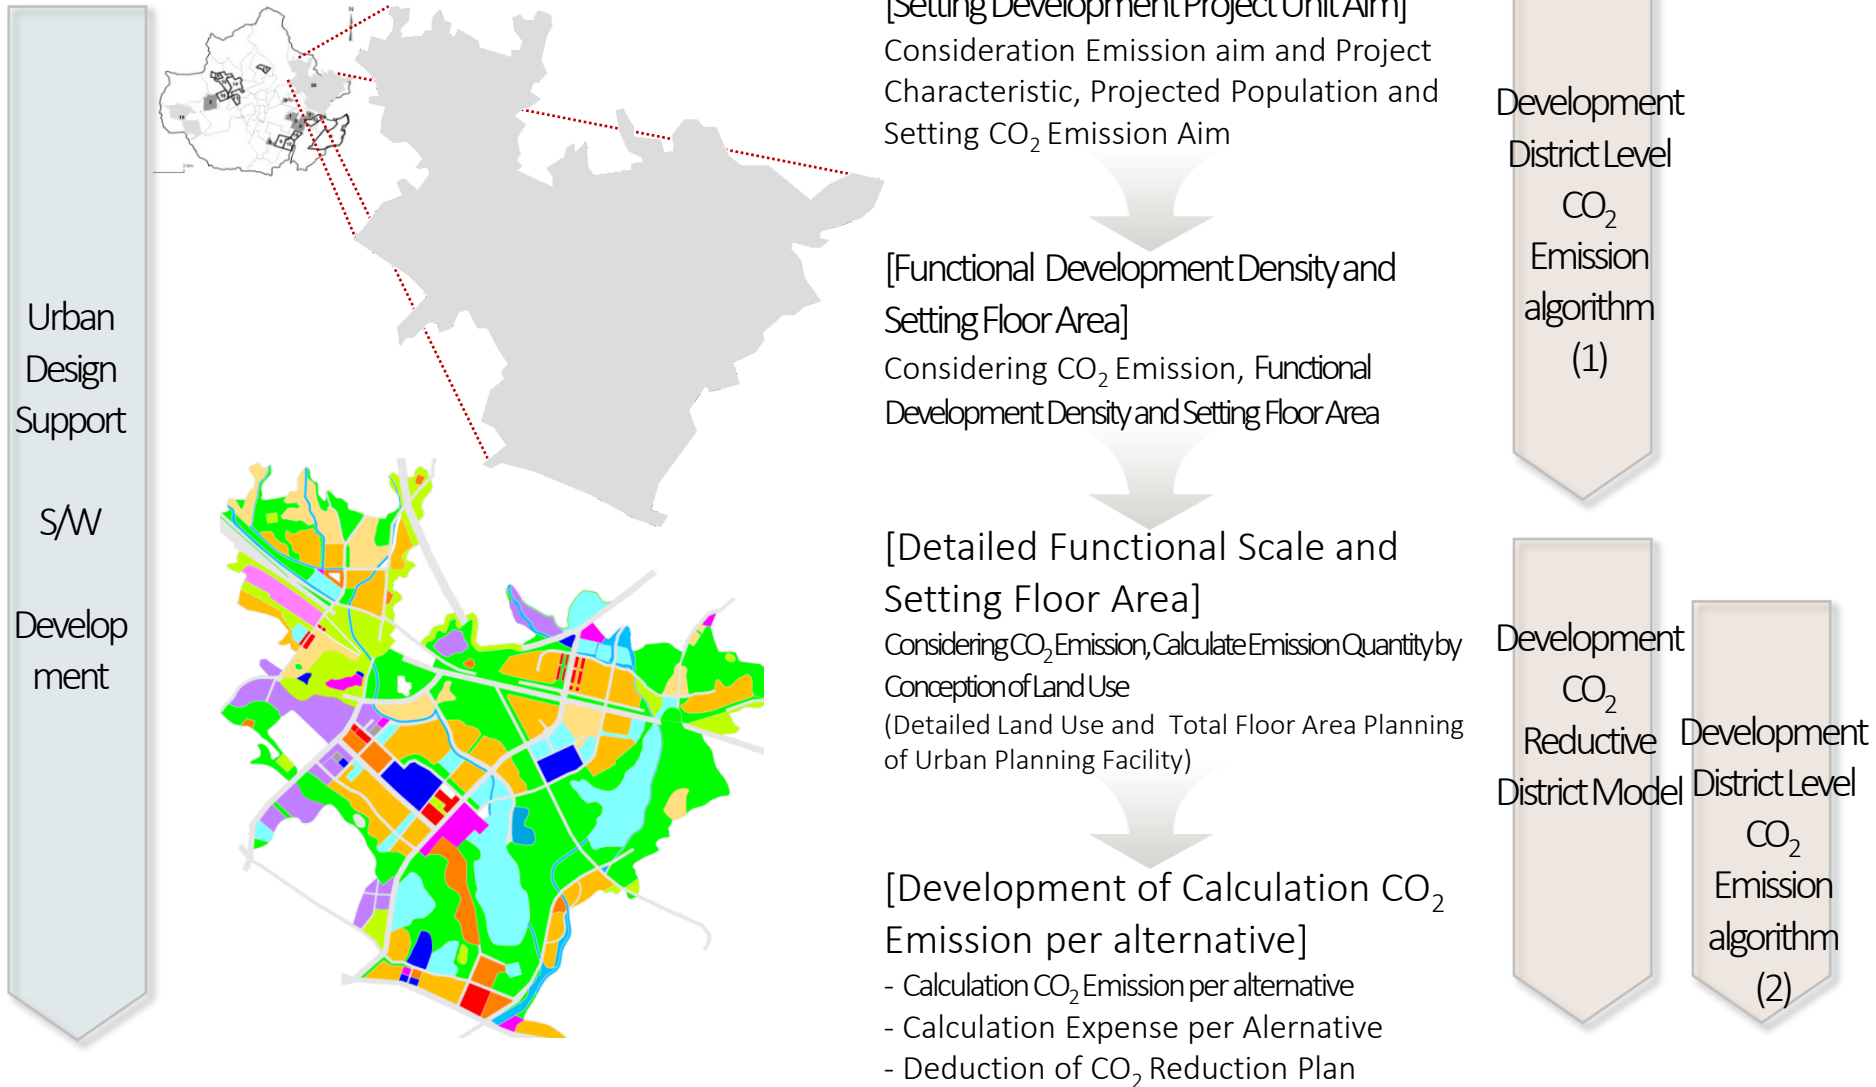 Urban
Design
Support
S/W
Develop
ment
N
[Setting Development Project Unit Aim]
Consideration Emission aim and Project
Characteristic, Projected Population and
Setting CO₂ Emission Aim
[Functional Development Density and
Setting Floor Area]
Considering CO₂ Emission, Functional
Development Density and Setting Floor Area
[Detailed Functional Scale and
Setting Floor Area]
Considering CO₂ Emission, Calculate Emission Quantity by
Conception of Land Use
(Detailed Land Use and Total Floor Area Planning
of Urban Planning Facility)
[Development of Calculation CO₂
Emission per alternative]
- Calculation CO₂ Emission per alternative
- Calculation Expense per Alernative
- Deduction of CO₂ Reduction Plan
Development
District Level
CO₂
Emission
algorithm
(1)
Development
CO₂
Reductive
District Model
Development
District Level
CO₂
Emission
algorithm
(2)